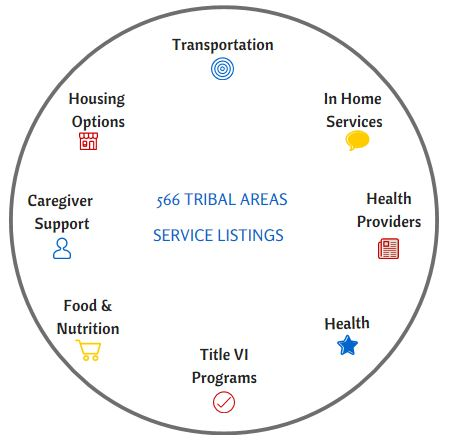 Transportation
Housing
Options
In Home
Services
Caregiver
Support
566 TRIBAL AREAS
SERVICE LISTINGS
Health
Providers
Food &
Nutrition
Health
Title VI
Programs